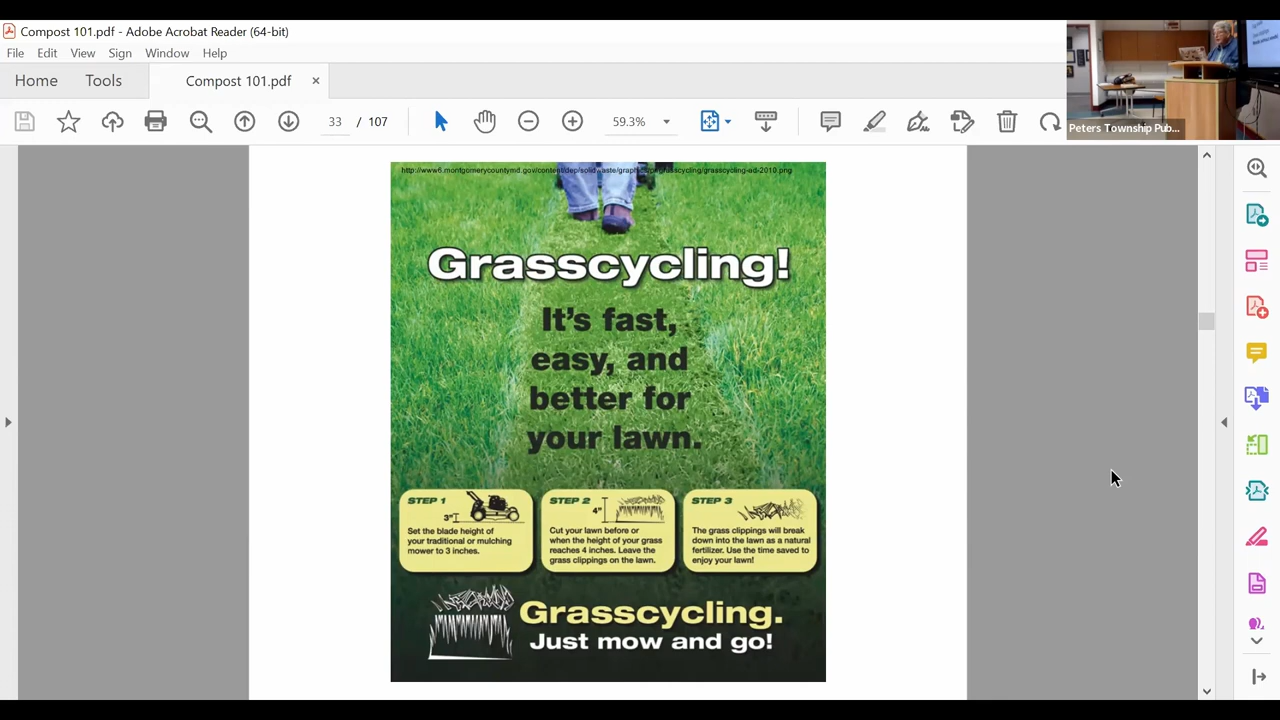 Compost 101.pdf - Adobe Acrobat Reader (64-bit)
File Edit View Sign Window Help
Home Tools Compost 101.pdf ×
33 / 107 59.3%
Peters Township Pub...
Grasscycling!
It's fast,
easy, and
better for
your lawn.
STEP 1
3"
Set the blade height of
your traditional or mulching
mower to 3 inches.
STEP 2
4"
Cut your lawn before or
when the height of your grass
reaches 4 inches. Leave the
grass clippings on the lawn.
STEP 3
The grass clippings will break
down into the lawn as a natural
fertilizer. Use the time saved to
enjoy your lawn!
Grasscycling.
Just mow and go!